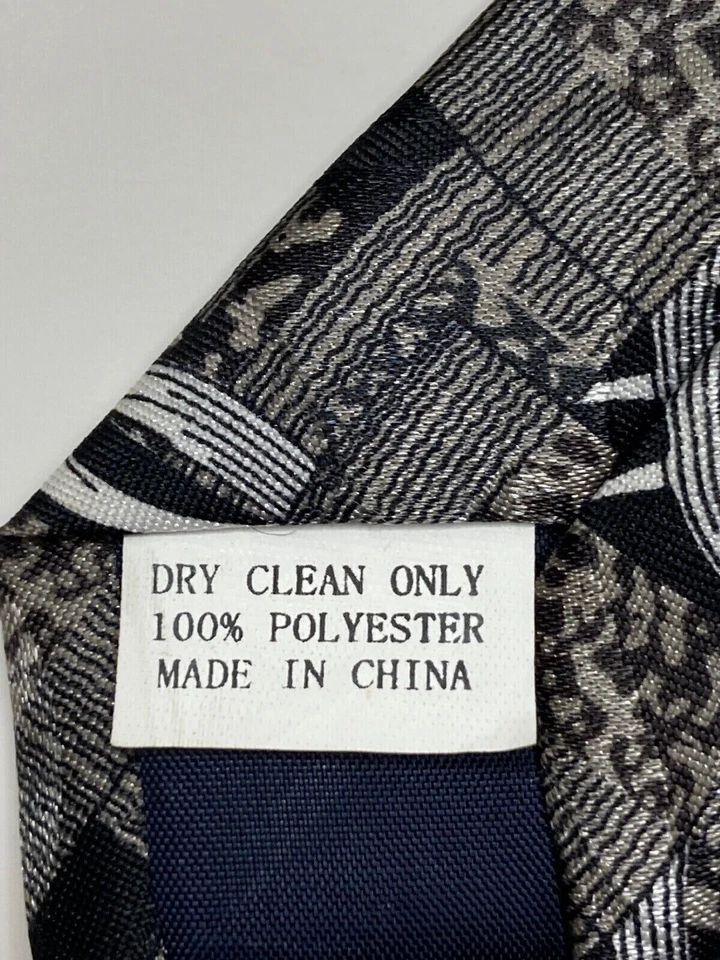 DRY CLEAN ONLY
100% POLYESTER
MADE IN CHINA